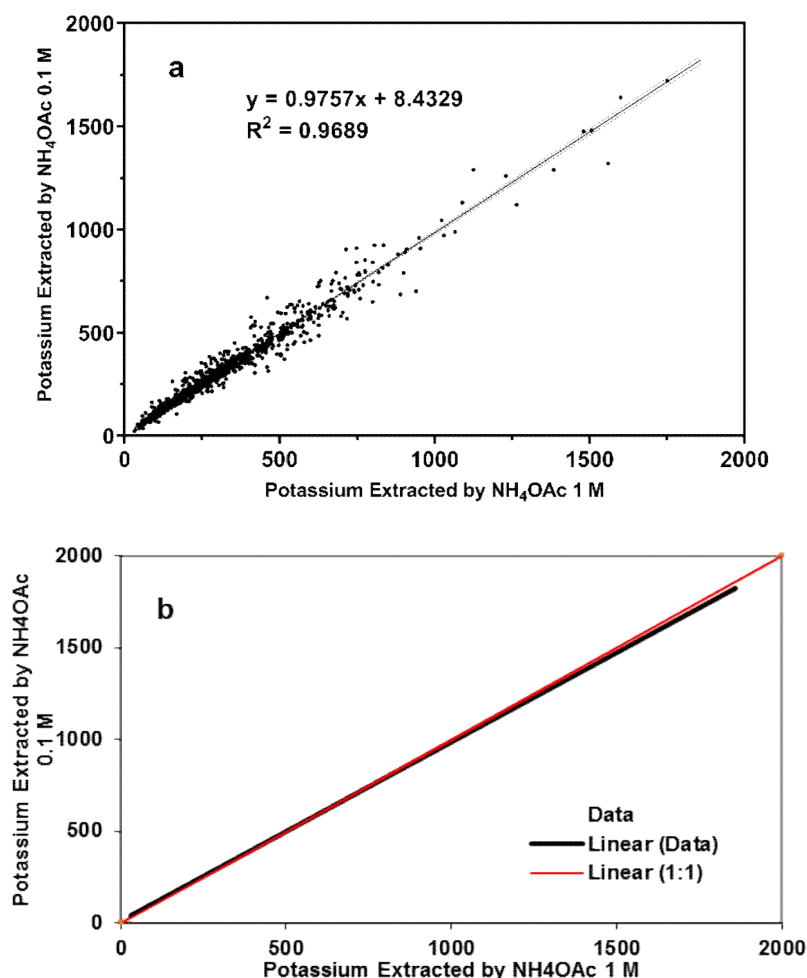 2000
a
y = 0.9757x + 8.4329
R² = 0.9689
1500
1000
500
0
Potassium Extracted by NH₄OAc 0.1 M
0 500 1000 1500 2000
Potassium Extracted by NH₄OAc 1 M
2000
b
1500
1000
500
0
Potassium Extracted by NH4OAc
0.1 M
Data
Linear (Data)
Linear (1:1)
0 500 1000 1500 2000
Potassium Extracted by NH4OAc 1 M